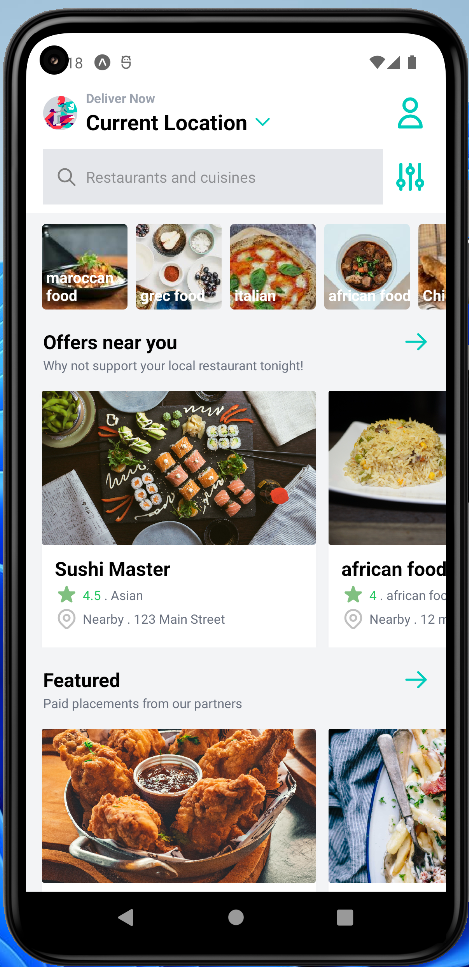 18
Deliver Now
Current Location
Restaurants and cuisines
maroccan
food
grec food
italian
african food
Chi
Offers near you
Why not support your local restaurant tonight!
Sushi Master
4.5 . Asian
Nearby . 123 Main Street
african food
4 . african foo
Nearby . 12 m
Featured
Paid placements from our partners